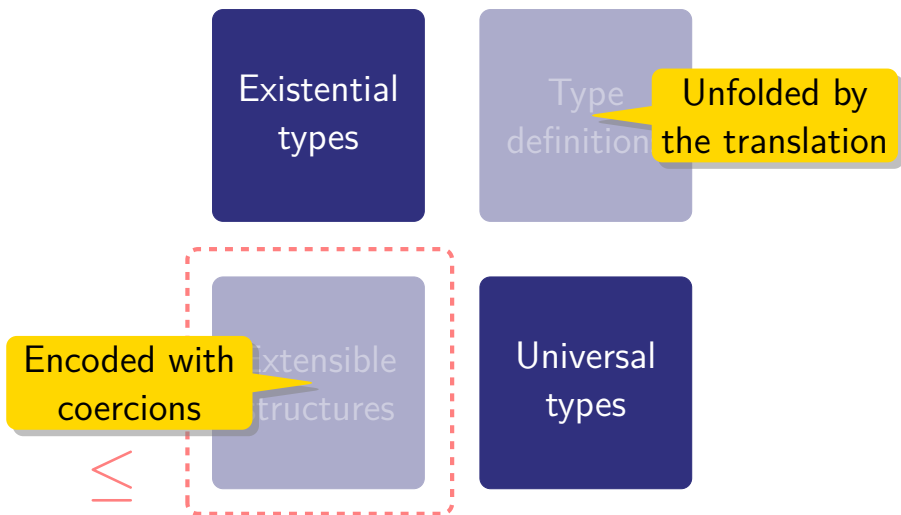 Existential
types
Type
definition
Unfolded by
the translation
Encoded with
coercions
Extensible
structures
Universal
types
≤